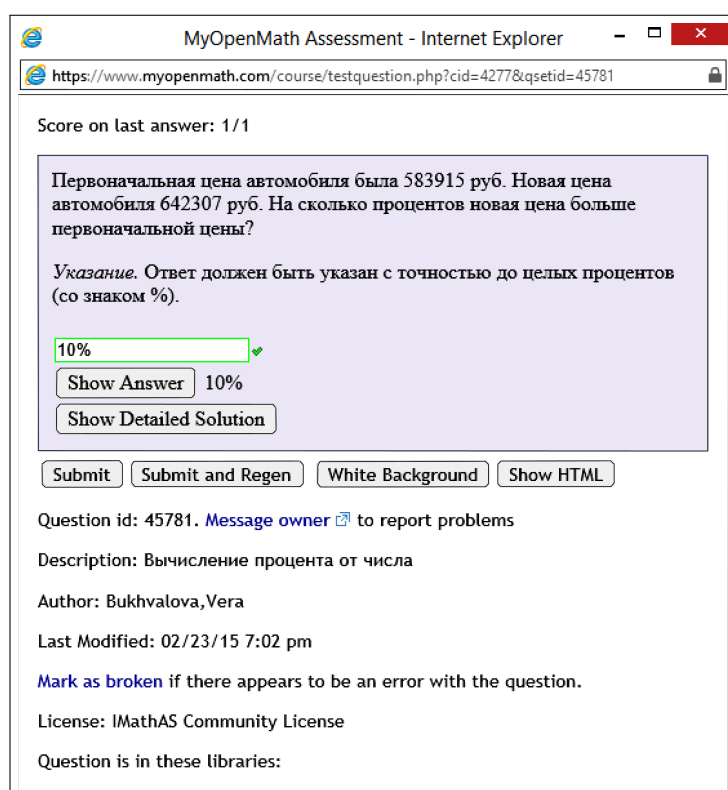 MyOpenMath Assessment - Internet Explorer
https://www.myopenmath.com/course/testquestion.php?cid=4277&qsetid=45781
Score on last answer: 1/1
Первоначальная цена автомобиля была 583915 руб. Новая цена
автомобиля 642307 руб. На сколько процентов новая цена больше
первоначальной цены?
Указание. Ответ должен быть указан с точностью до целых процентов
(со знаком %).
10%
Show Answer 10%
Show Detailed Solution
Submit Submit and Regen White Background Show HTML
Question id: 45781. Message owner to report problems
Description: Вычисление процента от числа
Author: Bukhvalova,Vera
Last Modified: 02/23/15 7:02 pm
Mark as broken if there appears to be an error with the question.
License: IMathAS Community License
Question is in these libraries: